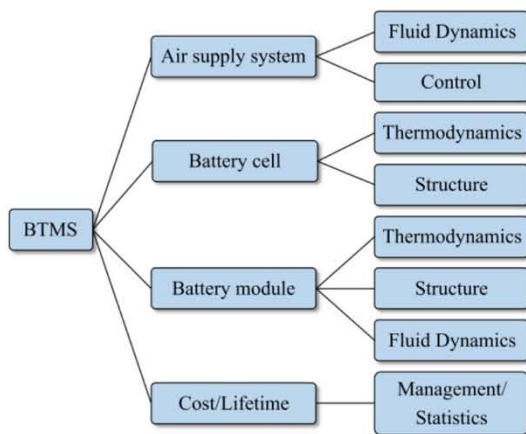 Fluid Dynamics
Air supply system
Control
Thermodynamics
Battery cell
Structure
BTMS
Thermodynamics
Battery module
Structure
Fluid Dynamics
Cost/Lifetime
Management/
Statistics